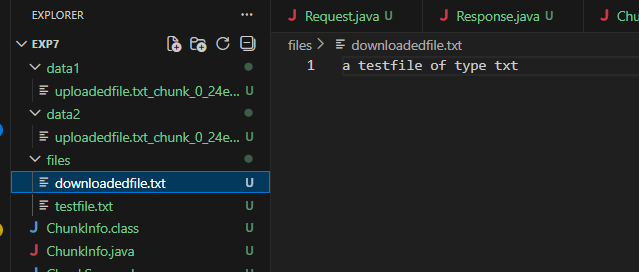 EXPLORER
...
EXP7
data1
uploadedfile.txt_chunk_0_24e... U
data2
uploadedfile.txt_chunk_0_24e... U
files
downloadedfile.txt U
testfile.txt U
ChunkInfo.class U
ChunkInfo.java U
Request.java U
Response.java U
Chu
files > downloadedfile.txt
1 a testfile of type txt